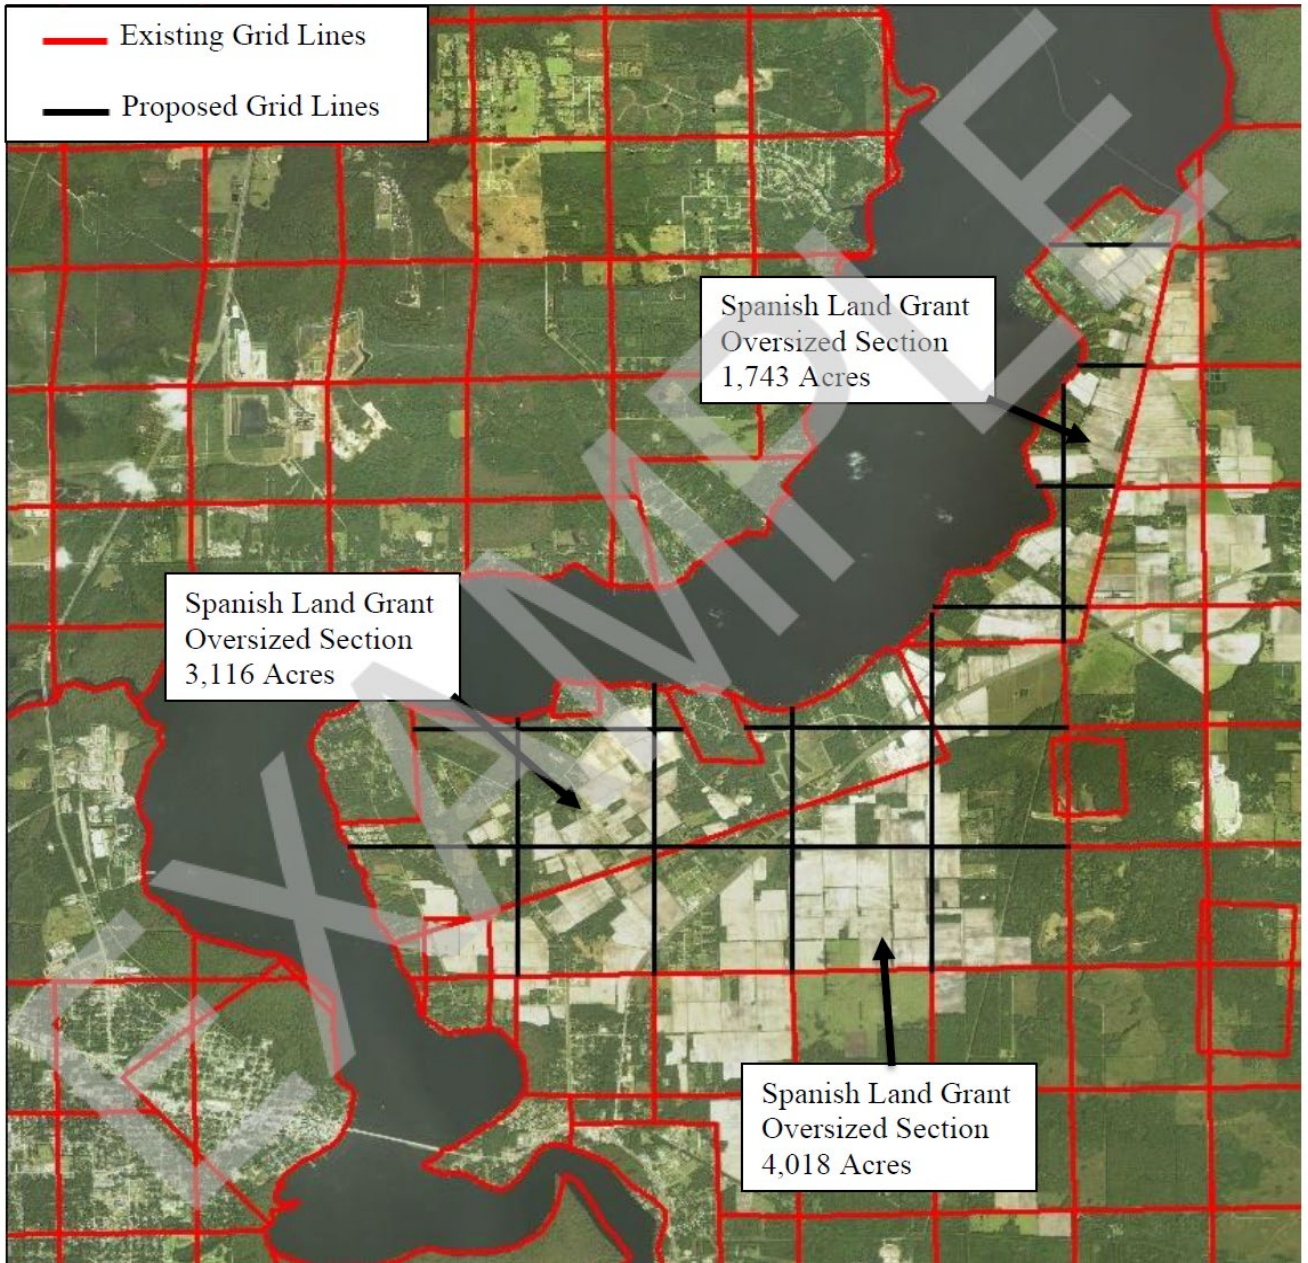 Existing Grid Lines
Proposed Grid Lines
Spanish Land Grant
Oversized Section
1,743 Acres
Spanish Land Grant
Oversized Section
3,116 Acres
Spanish Land Grant
Oversized Section
4,018 Acres
EXAMPLE